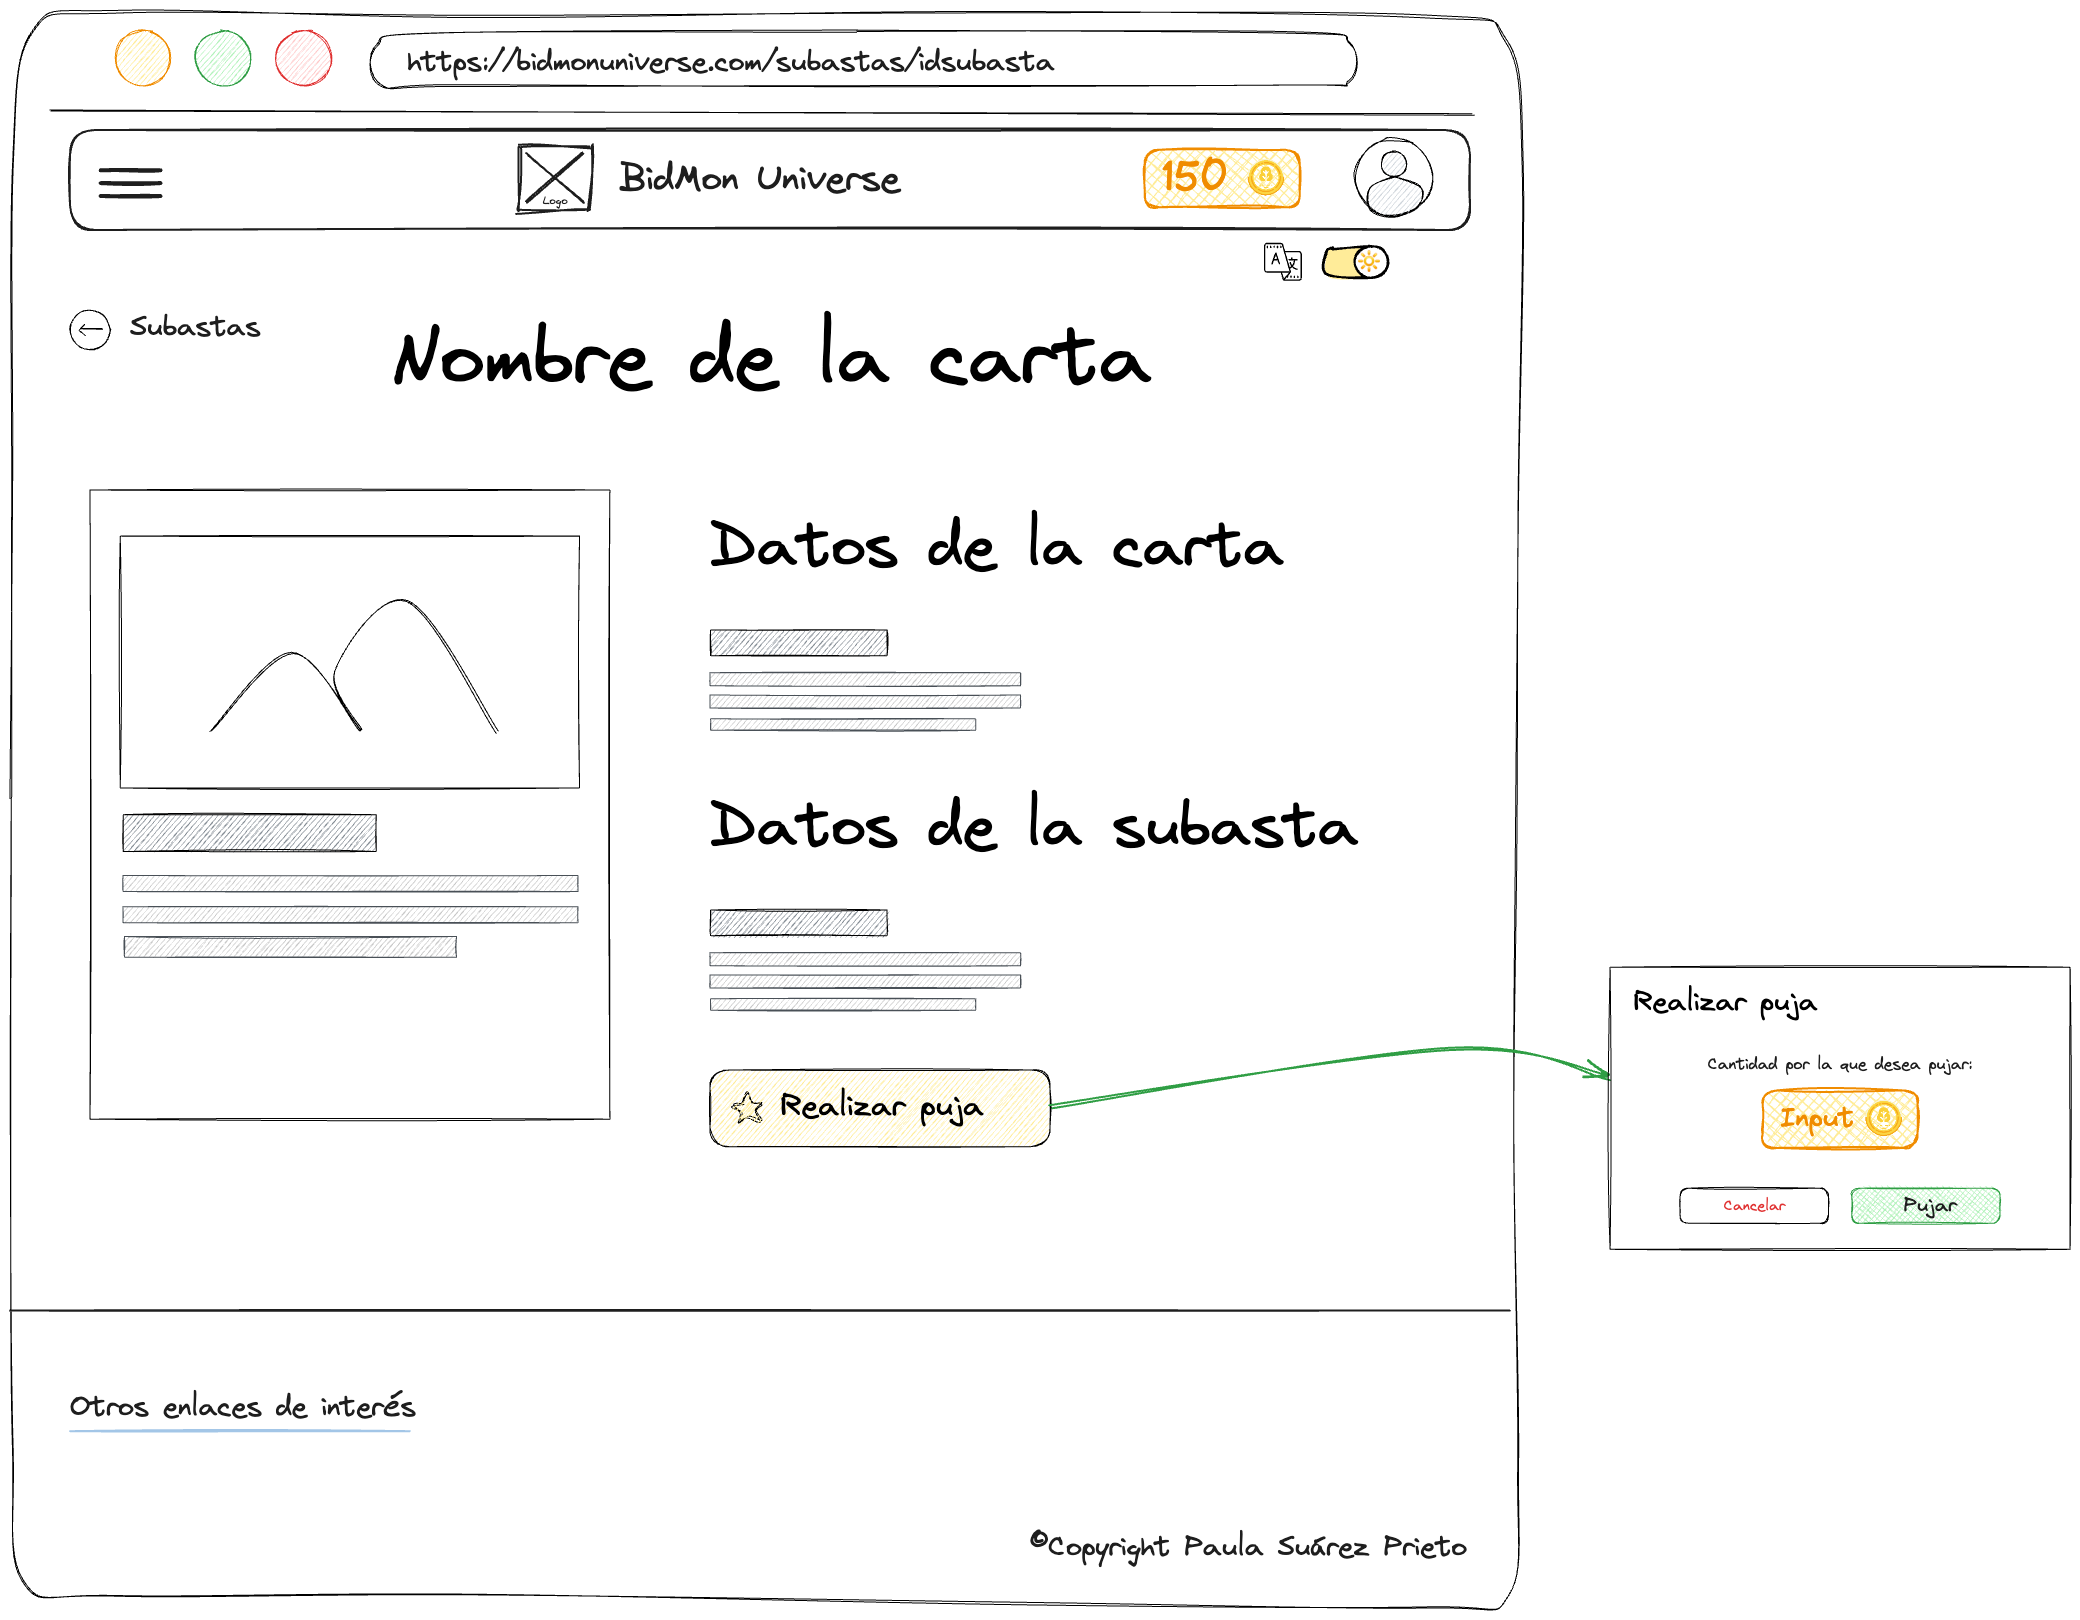 https://bidmonuniverse.com/subastas/idsubasta
Logo
BidMon Universe
150
A
文
Subastas
Nombre de la carta
Datos de la carta
Datos de la subasta
Realizar puja
Realizar puja
Cantidad por la que desea pujar:
Input
Cancelar
Pujar
Otros enlaces de interés
©Copyright Paula Suárez Prieto